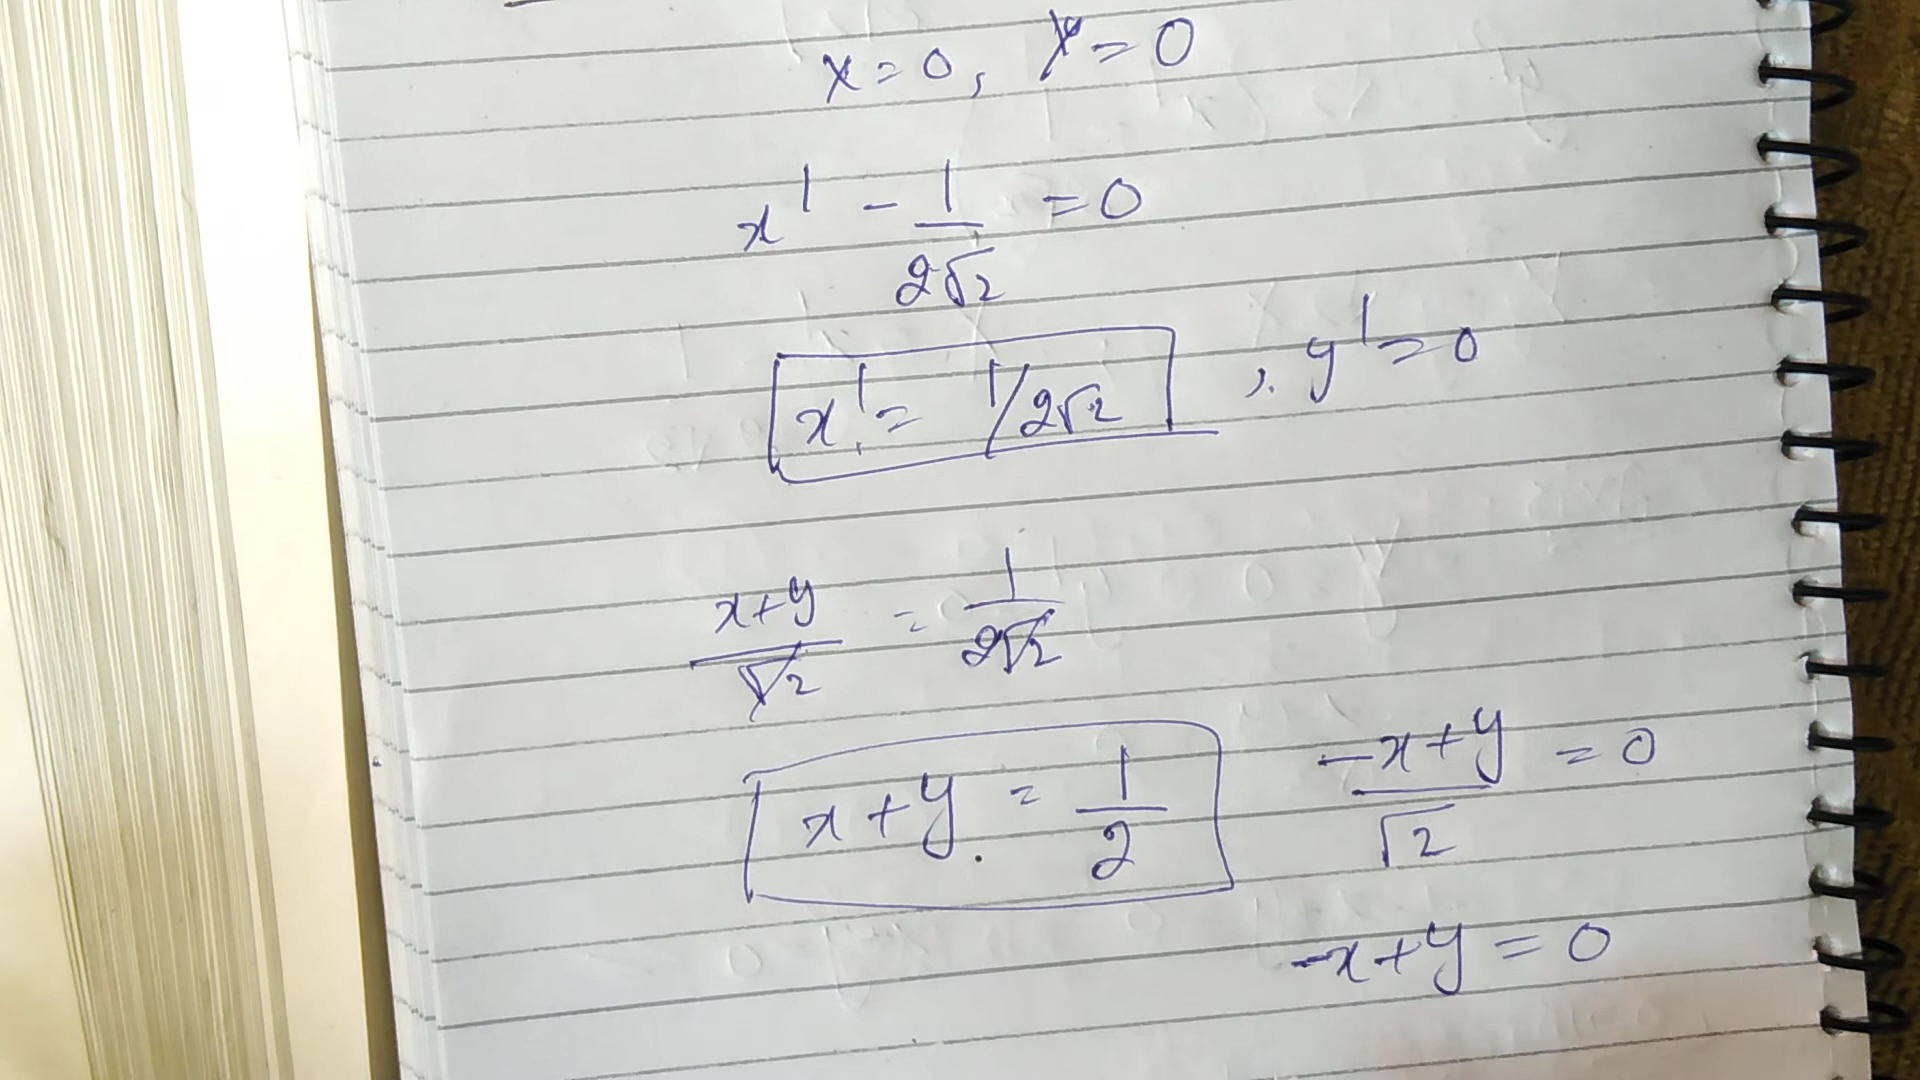 x = 0, Y = 0
x' - 1/2√2 = 0
x' = 1/2√2 , y' = 0
x+y/√2 = 1/2√2
x+y = 1/2 -x+y/√2 = 0
-x+y = 0